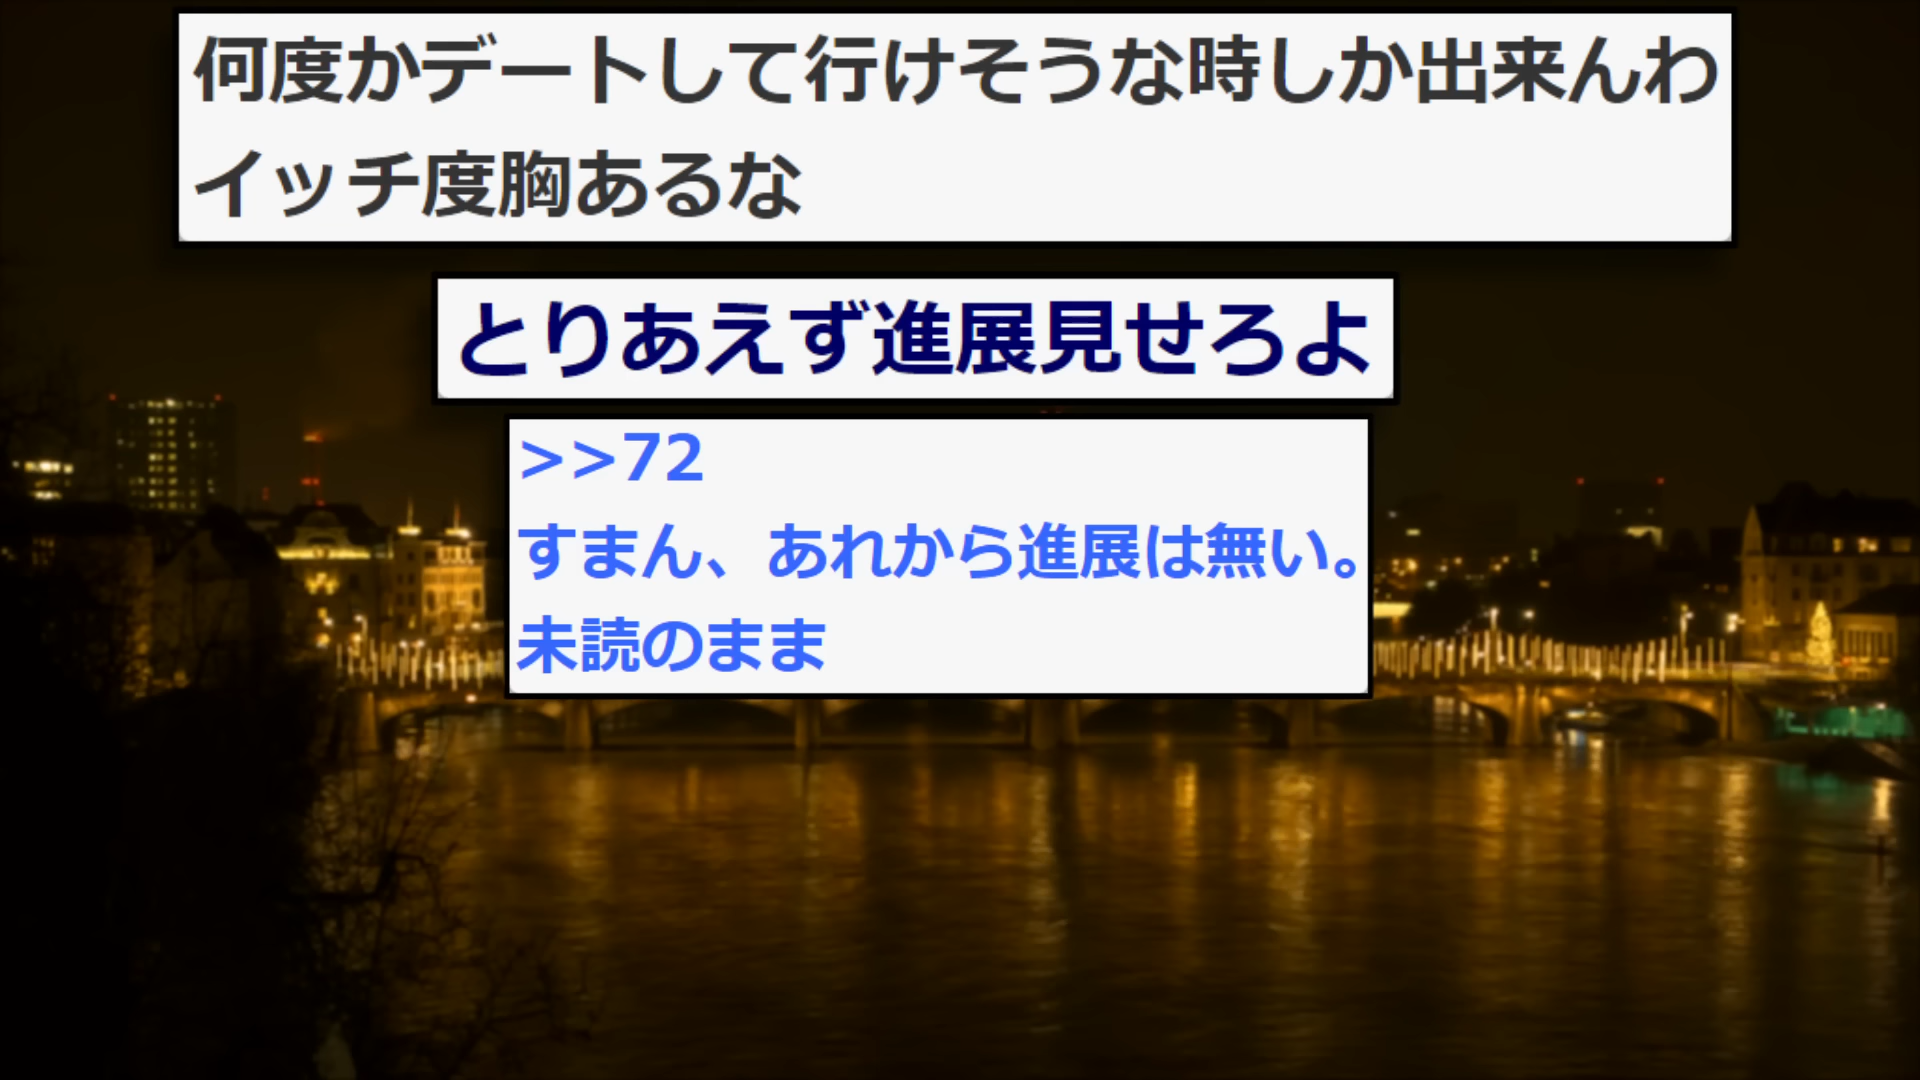 何度かデートして行けそうな時しか出来んわ
イッチ度胸あるな
とりあえず進展見せろよ
>>72
すまん、あれから進展は無い。
未読のまま